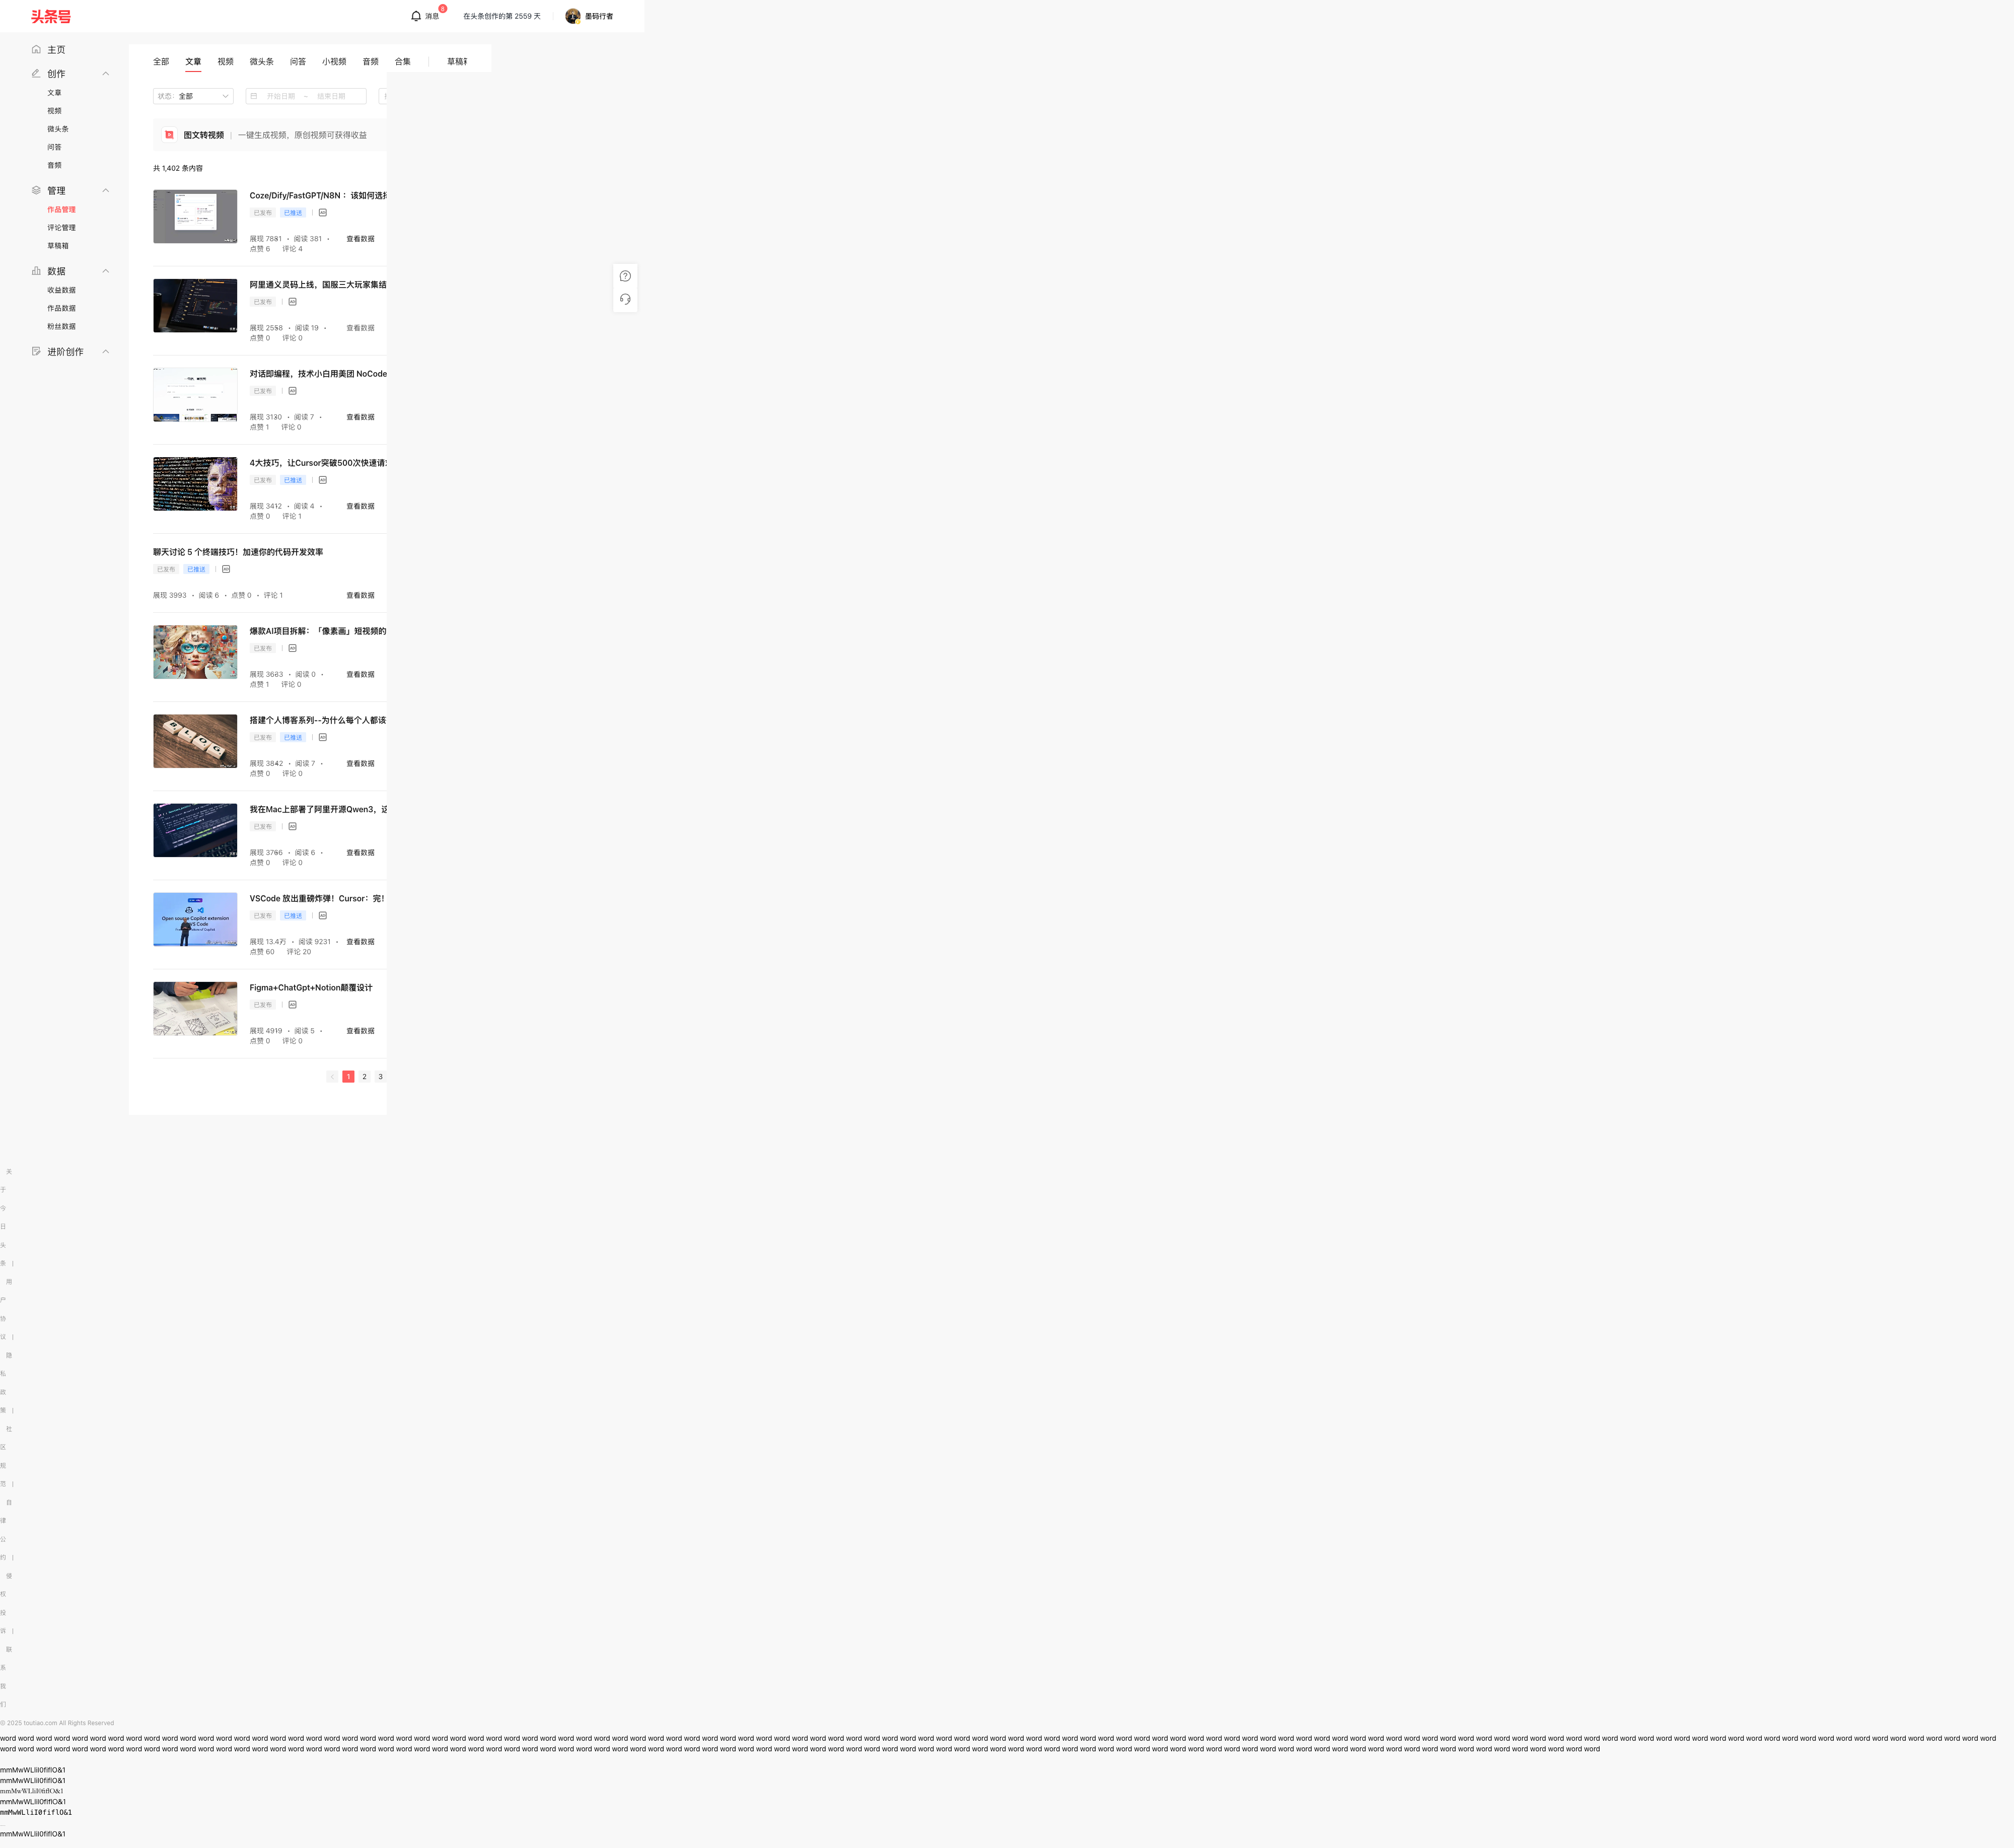 头条号
消息
8
在头条创作的第 2559 天
墨码行者
主页
创作
文章
视频
微头条
问答
音频
管理
作品管理
评论管理
草稿箱
数据
收益数据
作品数据
粉丝数据
进阶创作
全部 文章 视频 微头条 问答 小视频 音频 合集 草稿
状态: 全部
开始日期 ~ 结束日期
图文转视频 | 一键生成视频，原创视频可获得收益
共 1,402 条内容
Coze/Dify/FastGPT/N8N ：该如何选择
已发布 已推送
展现 7881 • 阅读 381 • 查看数据
点赞 6 评论 4
阿里通义灵码上线，国服三大玩家集结
已发布
展现 2558 • 阅读 19 • 查看数据
点赞 0 评论 0
对话即编程，技术小白用美团 NoCode
已发布
展现 3130 • 阅读 7 • 查看数据
点赞 1 评论 0
4大技巧，让Cursor突破500次快速请
已发布 已推送
展现 3412 • 阅读 4 • 查看数据
点赞 0 评论 1
聊天讨论 5 个终端技巧！加速你的代码开发效率
已发布 已推送
展现 3993 • 阅读 6 • 点赞 0 • 评论 1 查看数据
爆款AI项目拆解：「像素画」短视频的
已发布
展现 3683 • 阅读 0 • 查看数据
点赞 1 评论 0
BLOG
搭建个人博客系列--为什么每个人都该
已发布 已推送
展现 3842 • 阅读 7 • 查看数据
点赞 0 评论 0
我在Mac上部署了阿里开源Qwen3，这
已发布
展现 3766 • 阅读 6 • 查看数据
点赞 0 评论 0
Open source Copilot extension
VS Code
VSCode 放出重磅炸弹！Cursor：完！
已发布 已推送
展现 13.4万 • 阅读 9231 • 查看数据
点赞 60 评论 20
Figma+ChatGpt+Notion颠覆设计
已发布
展现 4919 • 阅读 5 • 查看数据
点赞 0 评论 0
1 2 3
关
于
今
日
头
条 |
用
户
协
议 |
隐
私
政
策 |
社
区
规
范 |
自
律
公
约 |
侵
权
投
诉 |
联
系
我
们
© 2025 toutiao.com All Rights Reserved
word word word word word word word word word word word word word word word word word word word word word word word word word word word word word word word word word word word word word word word word word word word word word word word word word word word word word word word word word word word word word word word word word word word word word word word word word word word word word word word word word word word word word word word word word word word word word word word word word word word word word word word word word word word word word word
word word word word word word word word word word word word word word word word word word word word word word word word word word word word word word word word word word word word word word word word word word word word word word word word word word word word word word word word word word word word word word word word word word word word word word word word word word word word word word word word word word word word word word word
mmMwWLliI0fiflO&1
mmMwWLliI0fiflO&1
mmMwWLliI0fiflO&1
mmMwWLliI0fiflO&1
mmMwWLliI0fiflO&1
mmMwWLliI0fiflO&1